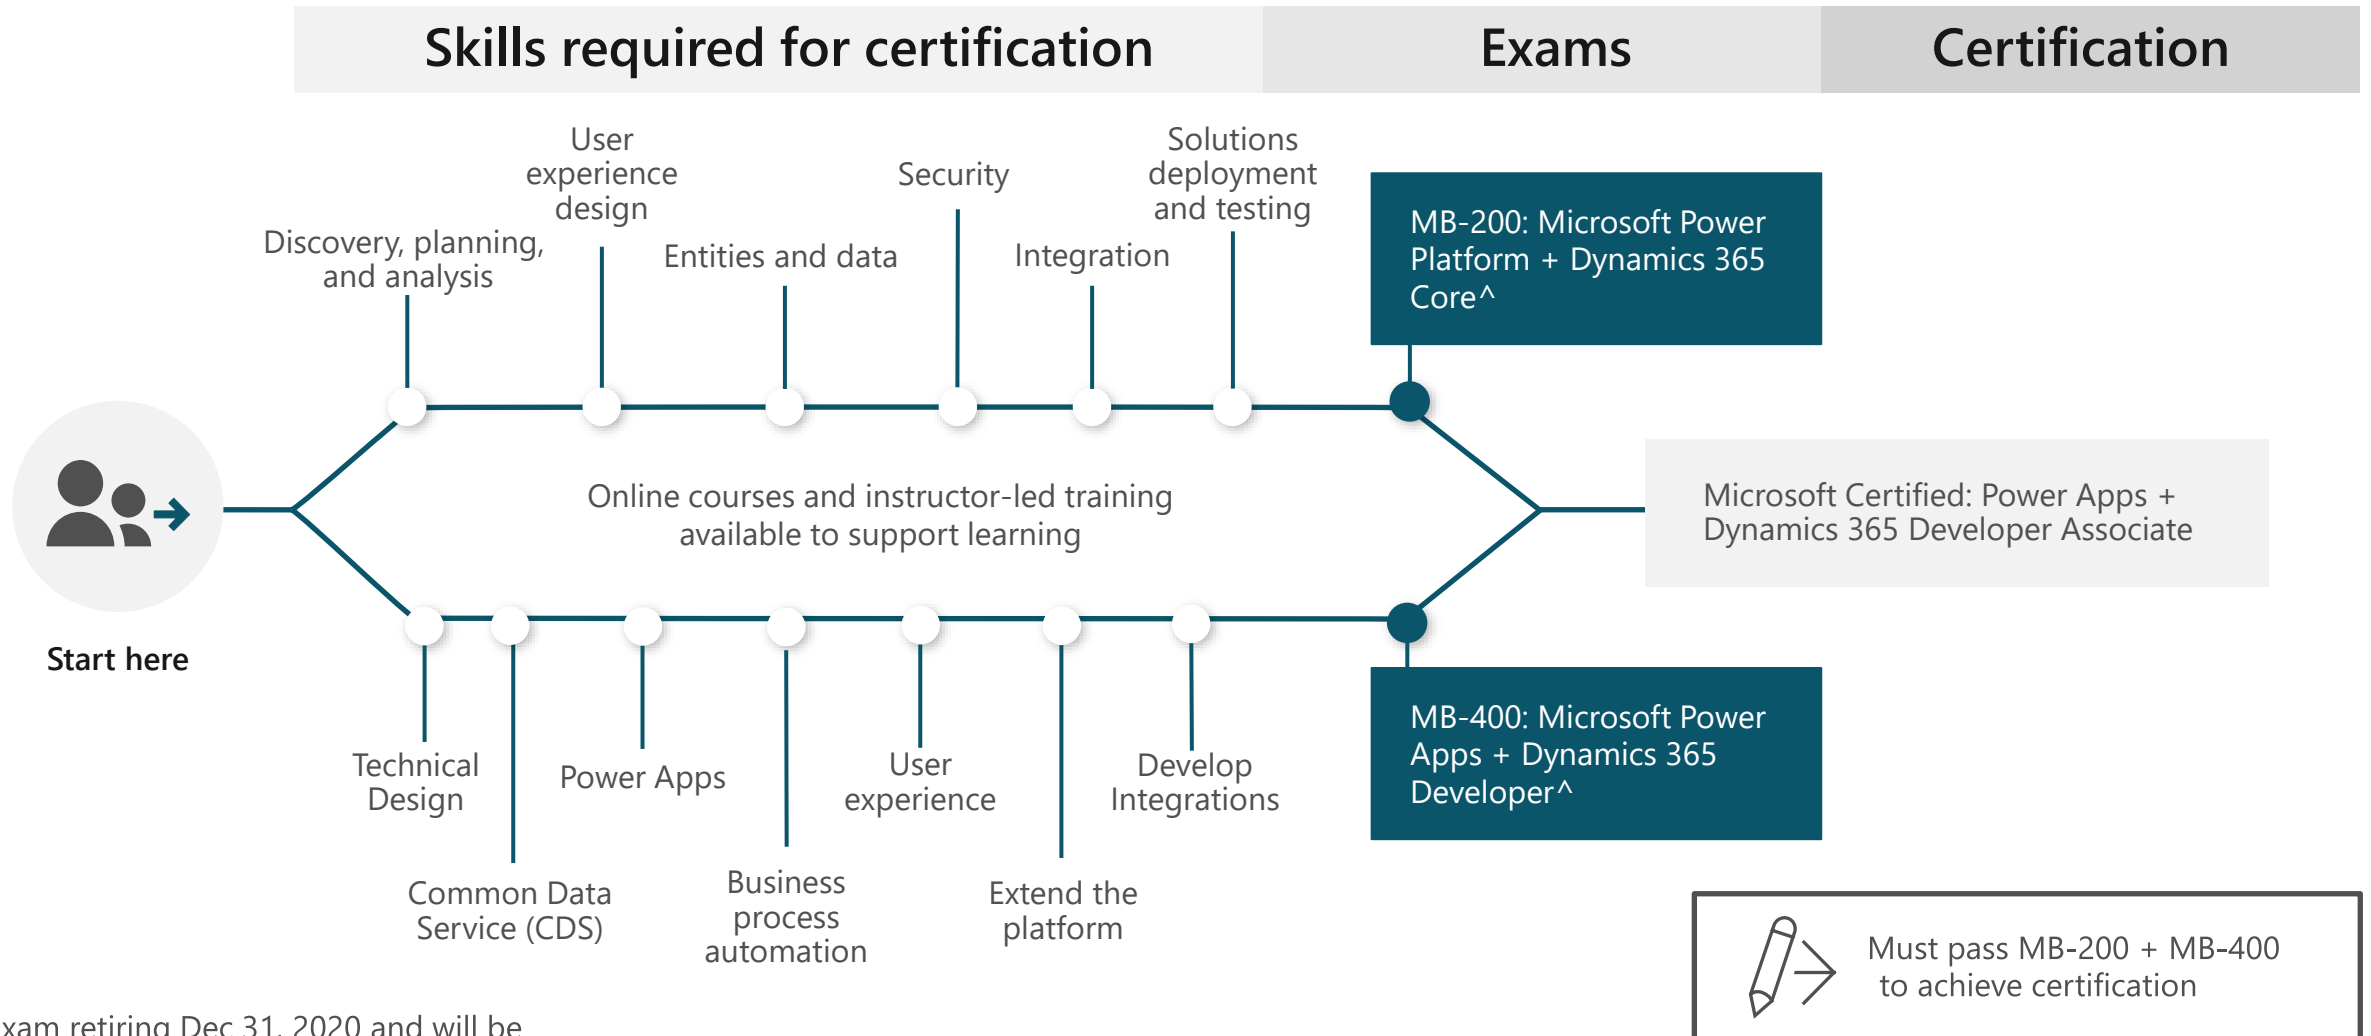 Skills required for certification
Exams
Certification
User
experience
design
Solutions
deployment
and testing
Security
Discovery, planning,
and analysis
Entities and data
Integration
MB-200: Microsoft Power
Platform + Dynamics 365
Core^
Online courses and instructor-led training
available to support learning
Microsoft Certified: Power Apps +
Dynamics 365 Developer Associate
Start here
Technical
Design
Power Apps
User
experience
Develop
Integrations
MB-400: Microsoft Power
Apps + Dynamics 365
Developer^
Common Data
Service (CDS)
Business
process
automation
Extend the
platform
Must pass MB-200 + MB-400
to achieve certification
xam retiring Dec 31, 2020 and will be